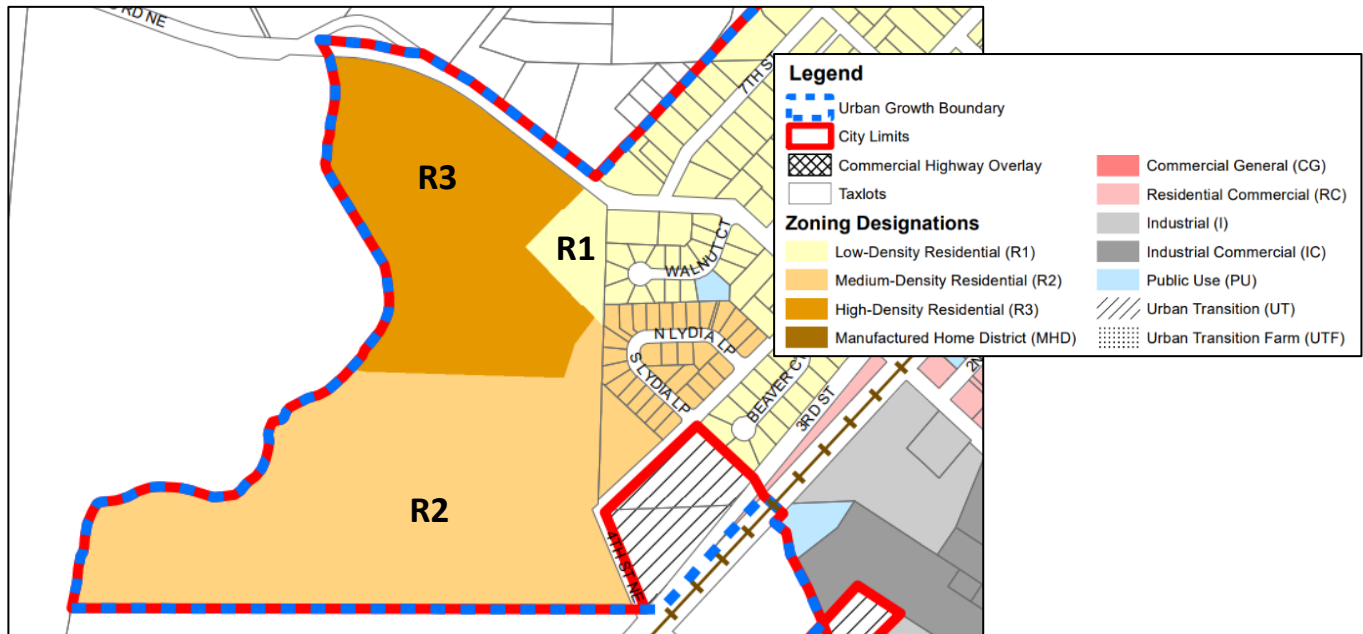 RD NE
7TH S
R3
R1
WALNUT CT
N LYDIA LP
S LYDIA LP
BEAVER CT
3RD ST
R2
4TH ST NE
Legend
Urban Growth Boundary
City Limits
Commercial Highway Overlay
Taxlots
Zoning Designations
Low-Density Residential (R1)
Medium-Density Residential (R2)
High-Density Residential (R3)
Manufactured Home District (MHD)
Commercial General (CG)
Residential Commercial (RC)
Industrial (I)
Industrial Commercial (IC)
Public Use (PU)
Urban Transition (UT)
Urban Transition Farm (UTF)